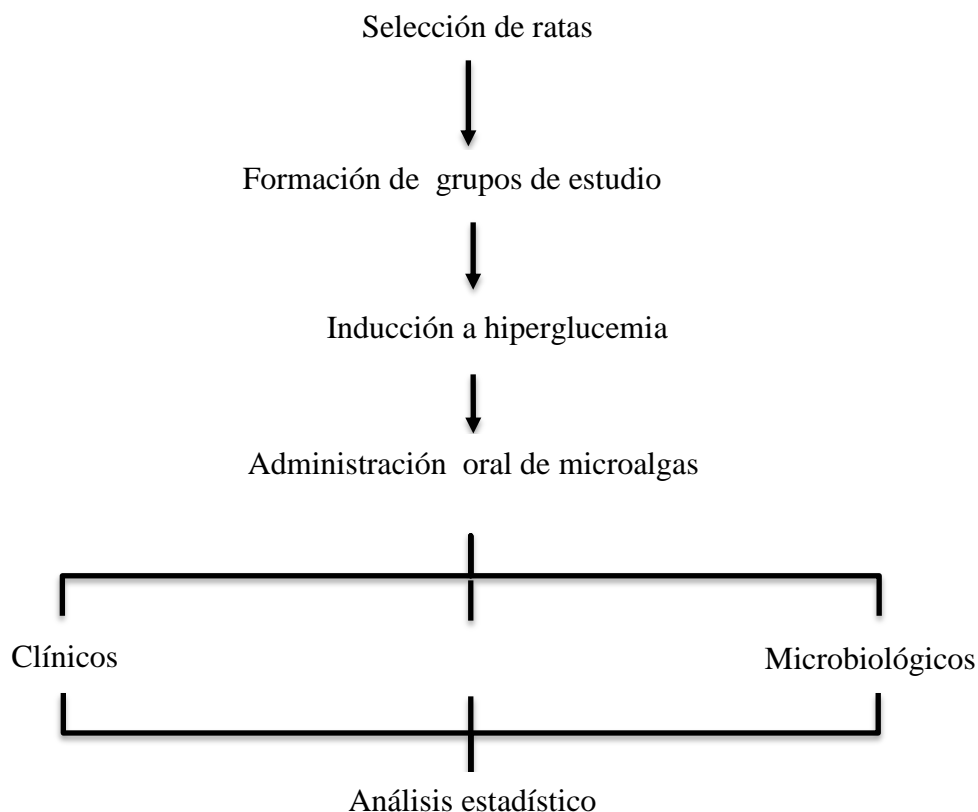 Selección de ratas
Formación de grupos de estudio
Inducción a hiperglucemia
Administración oral de microalgas
Clínicos
Microbiológicos
Análisis estadístico